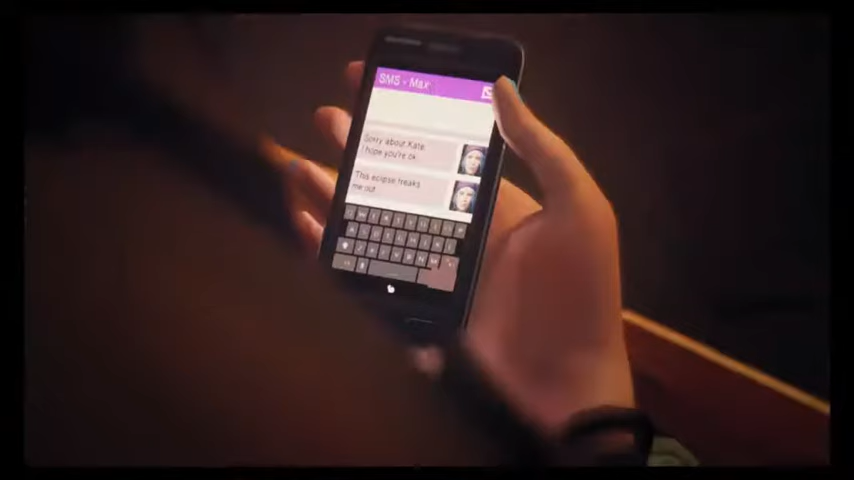 SMS - Max
Sorry about Kate.
I hope you're ok
This eclipse freaks
me out